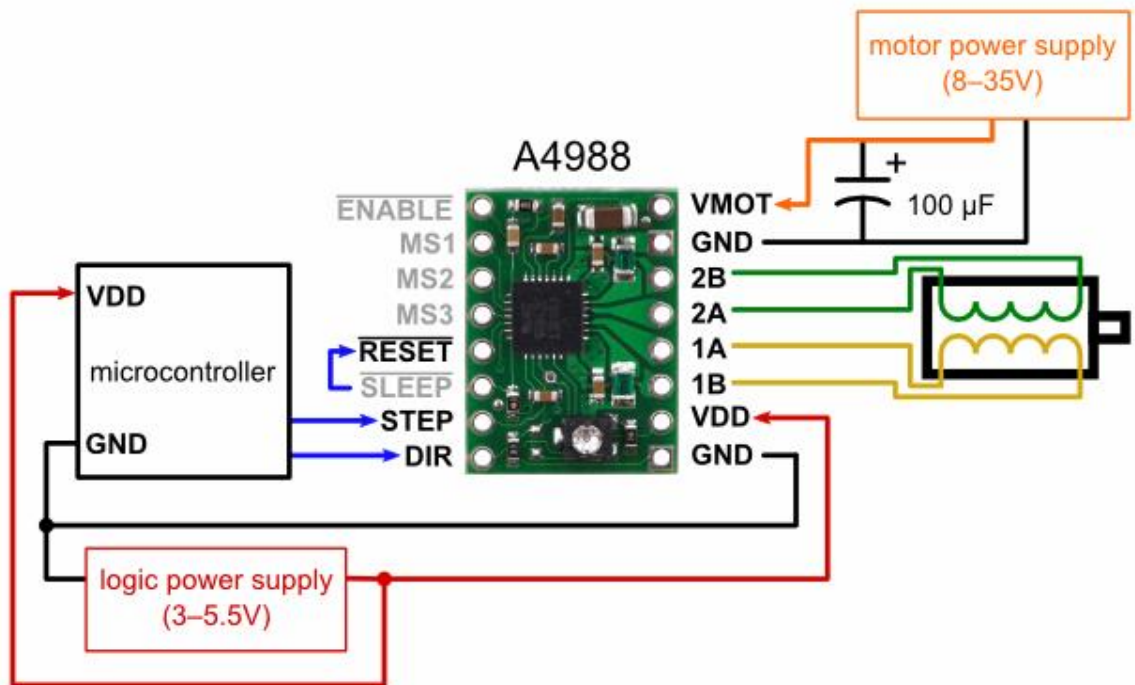 motor power supply
(8–35V)
A4988
ENABLE
MS1
MS2
MS3
RESET
SLEEP
STEP
DIR
VMOT
GND
2B
2A
1A
1B
VDD
GND
+
100 µF
VDD
microcontroller
GND
logic power supply
(3–5.5V)